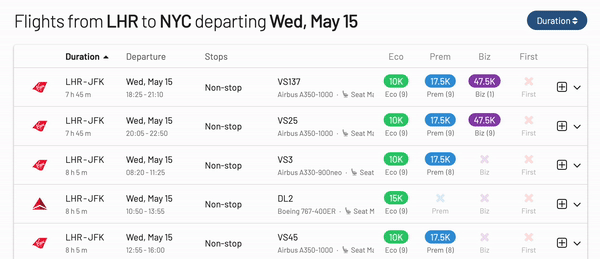 Flights from LHR to NYC departing Wed, May 15
Duration
Duration Departure Stops Eco Prem Biz First
LHR-JFK Wed, May 15 Non-stop VS137 10K 17.5K 47.5K
7 h 45 m 18:25 - 21:10 Airbus A350-1000 · Seat Ma Eco (9) Prem (9) Biz (1) First
LHR-JFK Wed, May 15 Non-stop VS25 10K 17.5K 47.5K
7 h 45 m 20:05 - 22:50 Airbus A350-1000 · Seat Ma Eco (9) Prem (9) Biz (9) First
LHR-JFK Wed, May 15 Non-stop VS3 10K 17.5K
8 h 5 m 08:20 - 11:25 Airbus A330-900neo · Seat Eco (9) Prem (8) Biz First
LHR-JFK Wed, May 15 Non-stop DL2 15K
8 h 5 m 10:50 - 13:55 Boeing 767-400ER · Seat M Eco (9) Prem Biz First
LHR-JFK Wed, May 15 Non-stop VS45 10K 17.5K
8 h 5 m 12:55 - 16:00 Airbus A350-1000 · Seat Ma Eco (9) Prem (8) Biz First